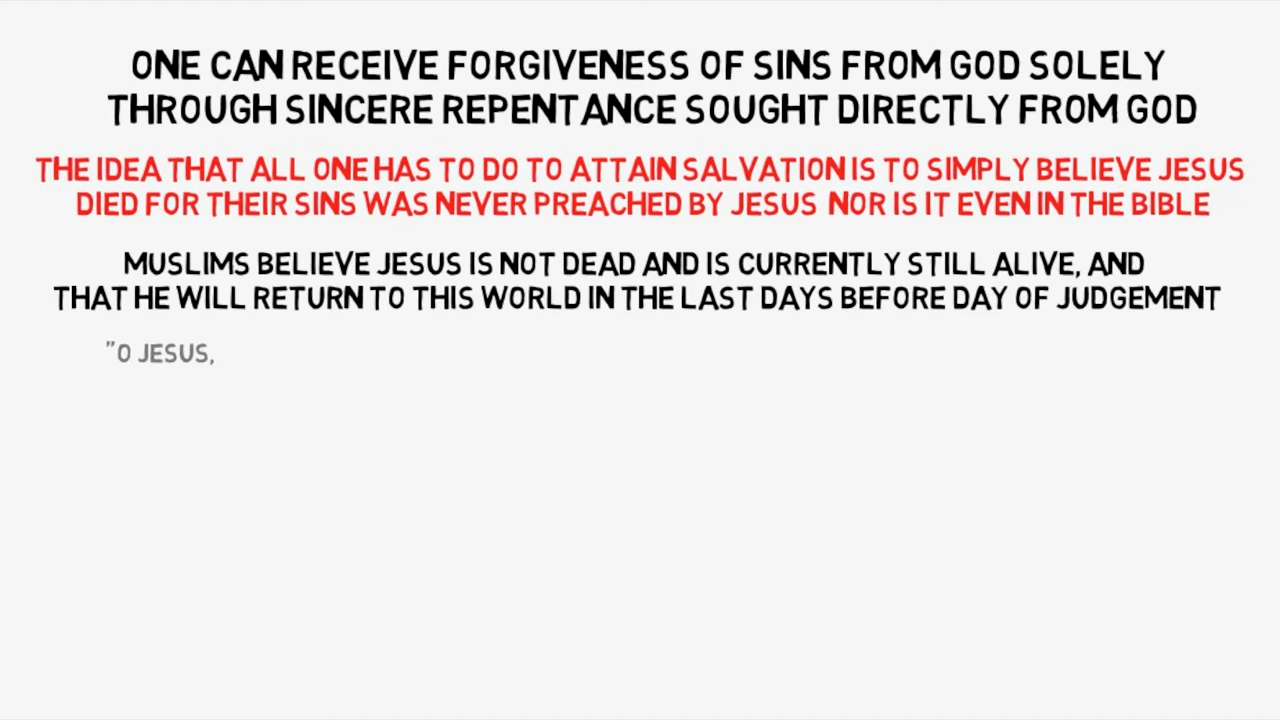 ONE CAN RECEIVE FORGIVENESS OF SINS FROM GOD SOLELY
THROUGH SINCERE REPENTANCE SOUGHT DIRECTLY FROM GOD
THE IDEA THAT ALL ONE HAS TO DO TO ATTAIN SALVATION IS TO SIMPLY BELIEVE JESUS
DIED FOR THEIR SINS WAS NEVER PREACHED BY JESUS NOR IS IT EVEN IN THE BIBLE
MUSLIMS BELIEVE JESUS IS NOT DEAD AND IS CURRENTLY STILL ALIVE, AND
THAT HE WILL RETURN TO THIS WORLD IN THE LAST DAYS BEFORE DAY OF JUDGEMENT
"O JESUS,